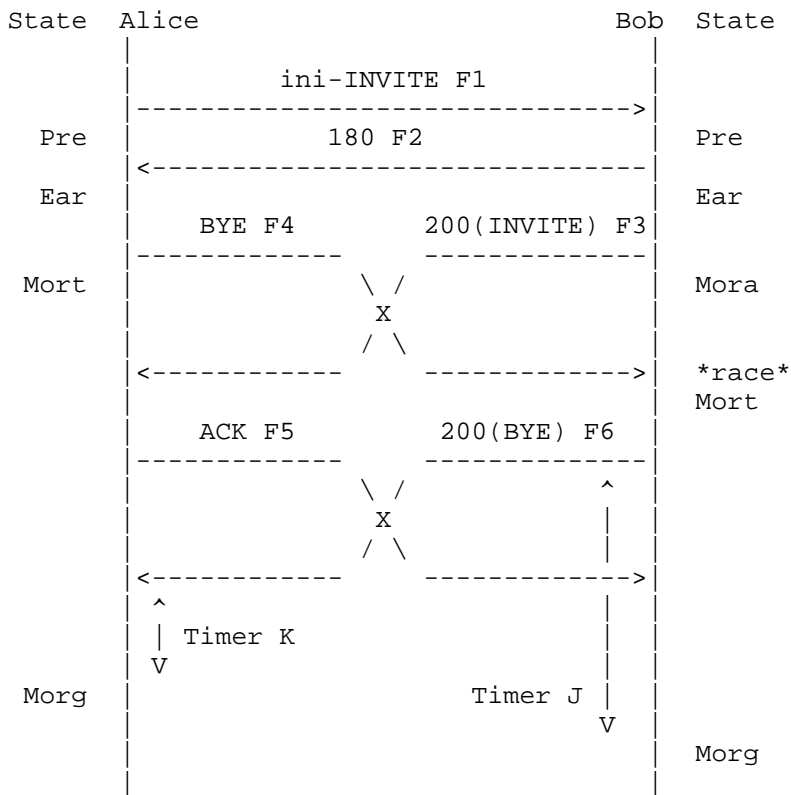 State Alice Bob State
ini-INVITE F1
Pre 180 F2 Pre
Ear Ear
BYE F4 200(INVITE) F3
Mort Mora
X
*race*
Mort
ACK F5 200(BYE) F6
X
Timer K
Morg Timer J
Morg